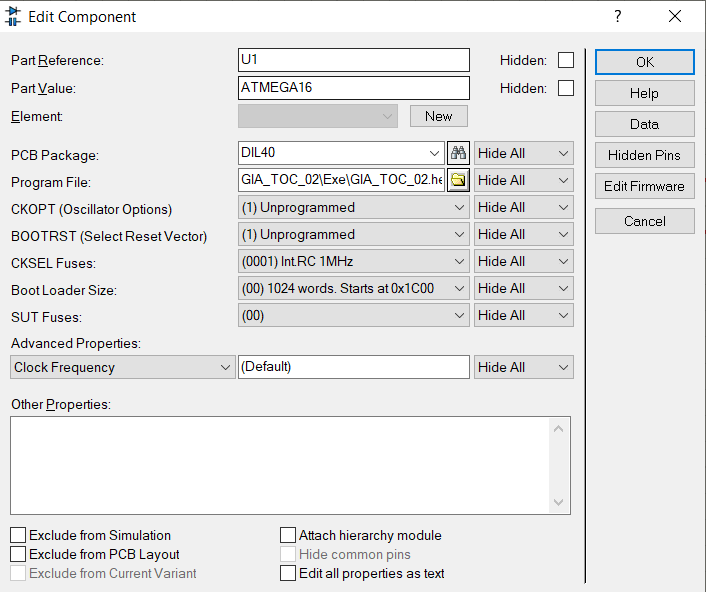 Edit Component
?
Part Reference: U1 Hidden: OK
Part Value: ATMEGA16 Hidden: Help
Element: New Data
PCB Package: DIL40 Hide All Hidden Pins
Program File: GIA_TOC_02\Exe\GIA_TOC_02.he Hide All Edit Firmware
CKOPT (Oscillator Options) (1) Unprogrammed Hide All Cancel
BOOTRST (Select Reset Vector) (1) Unprogrammed Hide All
CKSEL Fuses: (0001) Int.RC 1MHz Hide All
Boot Loader Size: (00) 1024 words. Starts at 0x1C00 Hide All
SUT Fuses: (00) Hide All
Advanced Properties:
Clock Frequency (Default) Hide All
Other Properties:
Exclude from Simulation Attach hierarchy module
Exclude from PCB Layout Hide common pins
Exclude from Current Variant Edit all properties as text